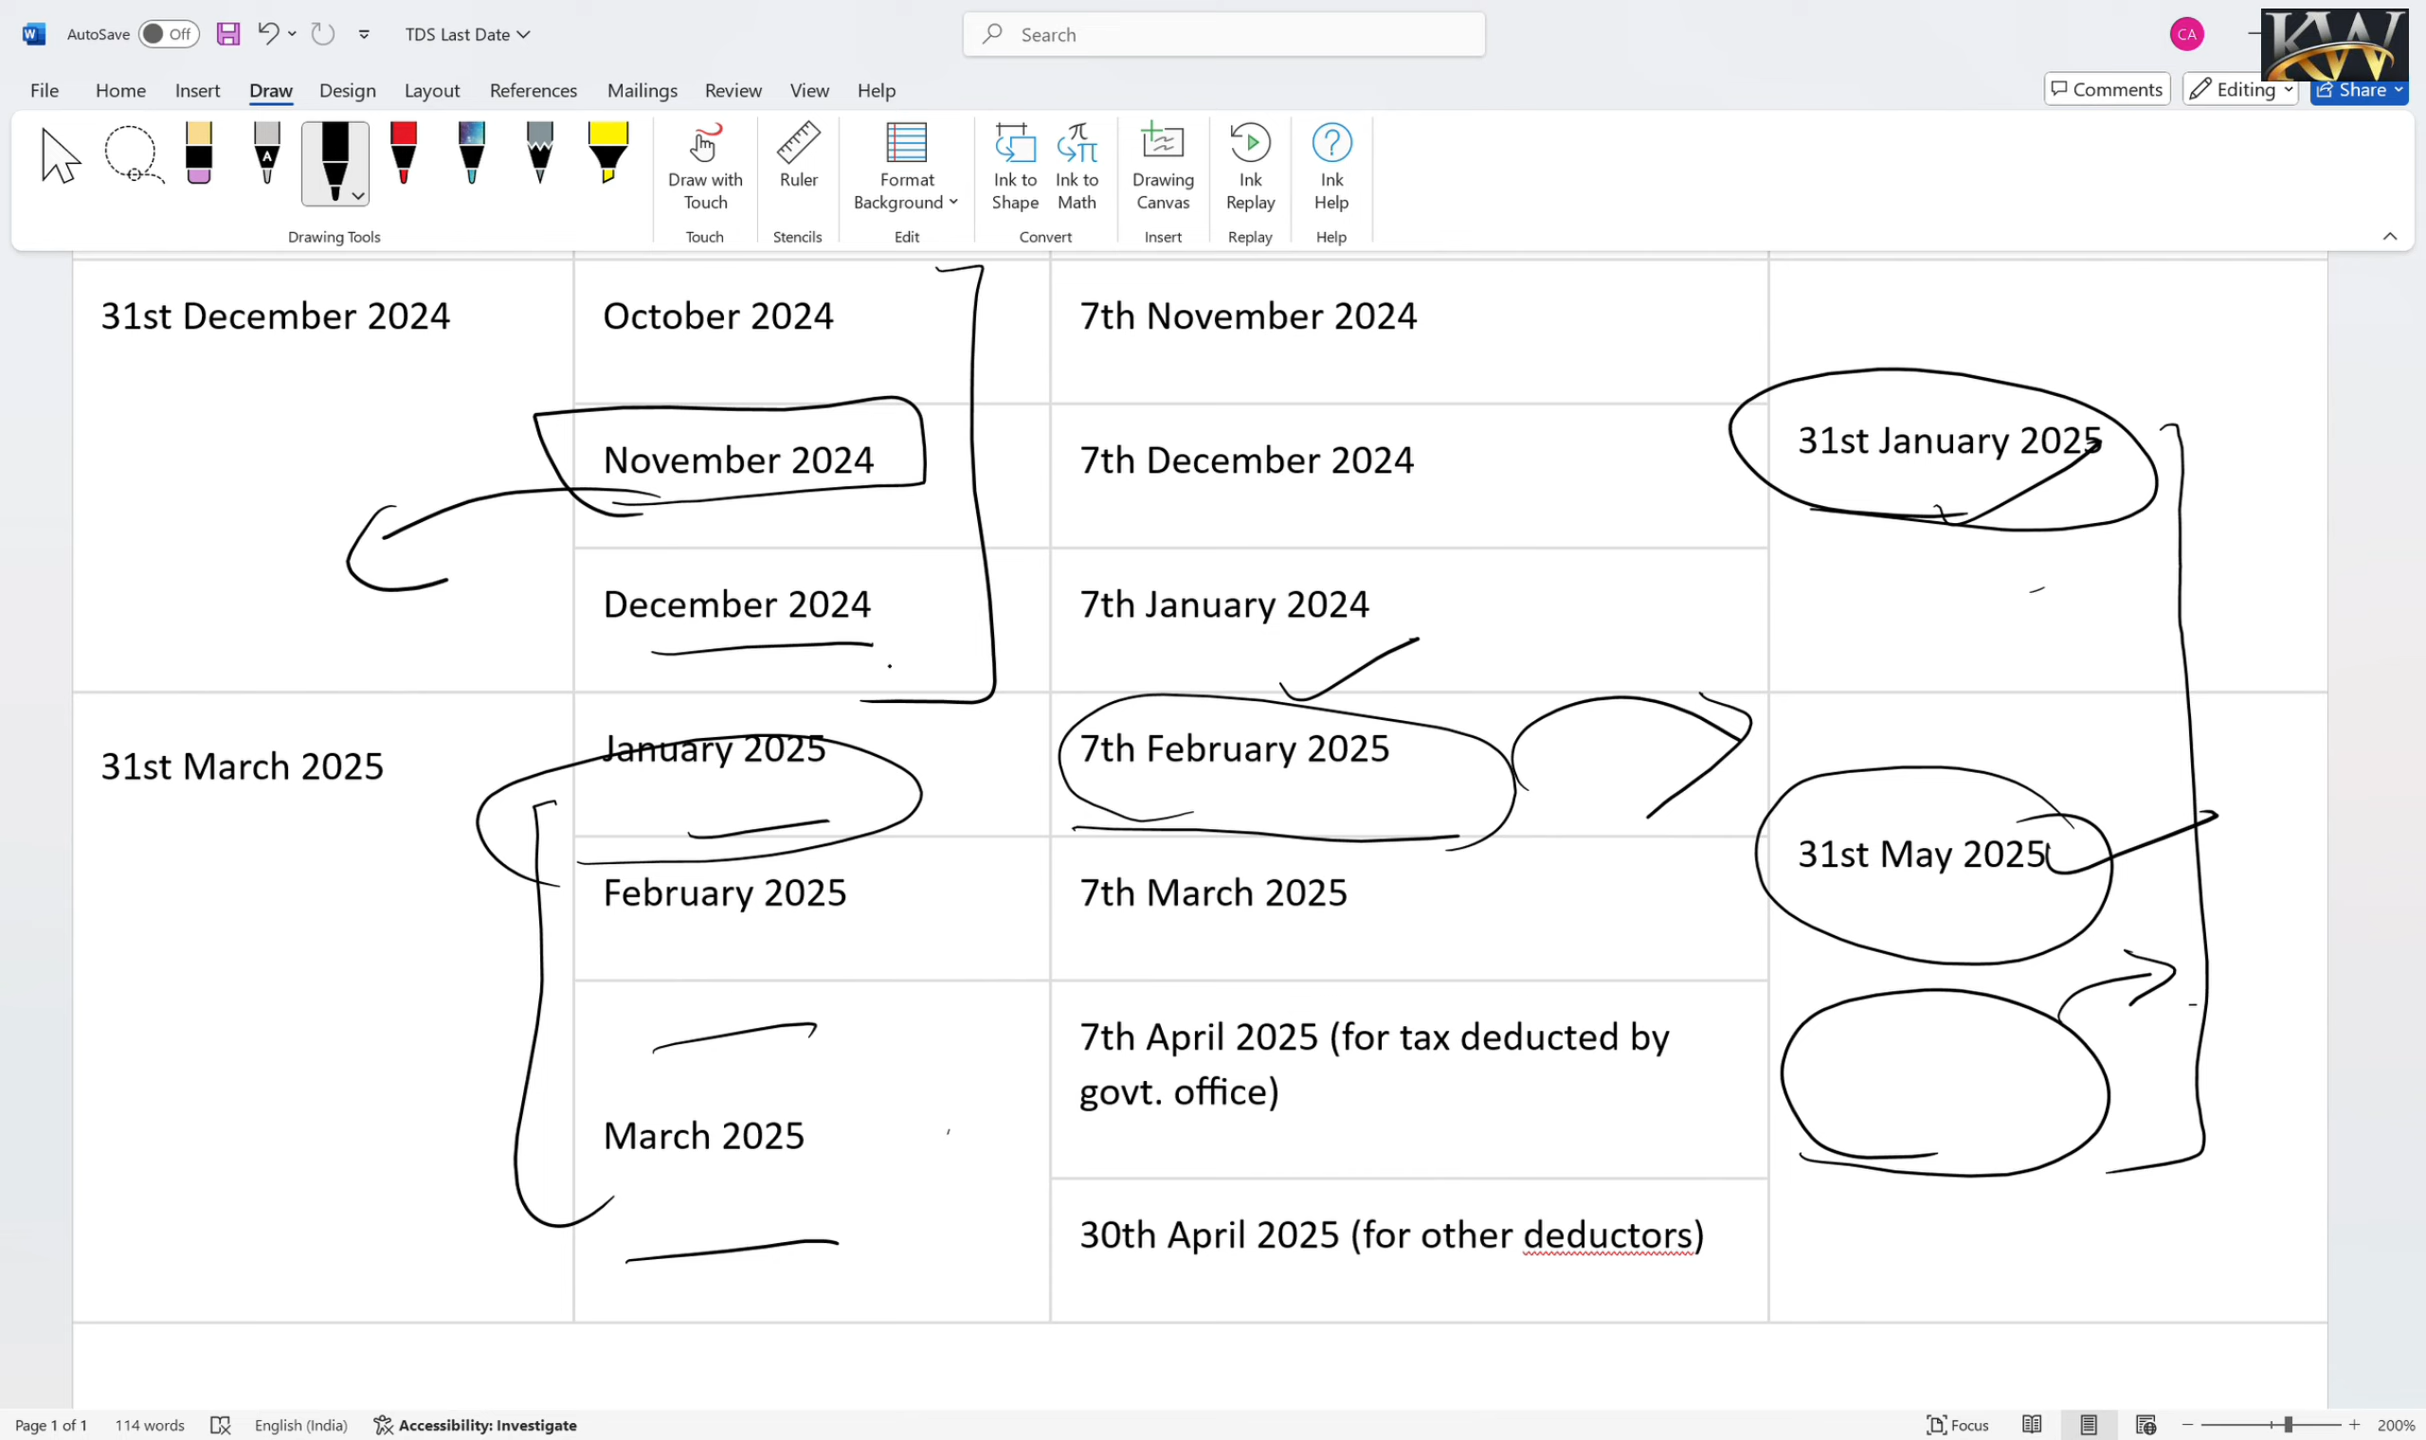 AutoSave Off TDS Last Date Search CA KW
File Home Insert Draw Design Layout References Mailings Review View Help Comments Editing Share
A
Draw with Touch
Ruler
Format Background
Ink to Shape
Ink to Math
Drawing Canvas
Ink Replay
Ink Help
Drawing Tools Touch Stencils Edit Convert Insert Replay Help
31st December 2024 October 2024 7th November 2024
November 2024 7th December 2024 31st January 2025
December 2024 7th January 2024
31st March 2025 January 2025 7th February 2025
31st May 2025
February 2025 7th March 2025
7th April 2025 (for tax deducted by
govt. office)
March 2025
30th April 2025 (for other deductors)
Page 1 of 1 114 words English (India) Accessibility: Investigate Focus 200%